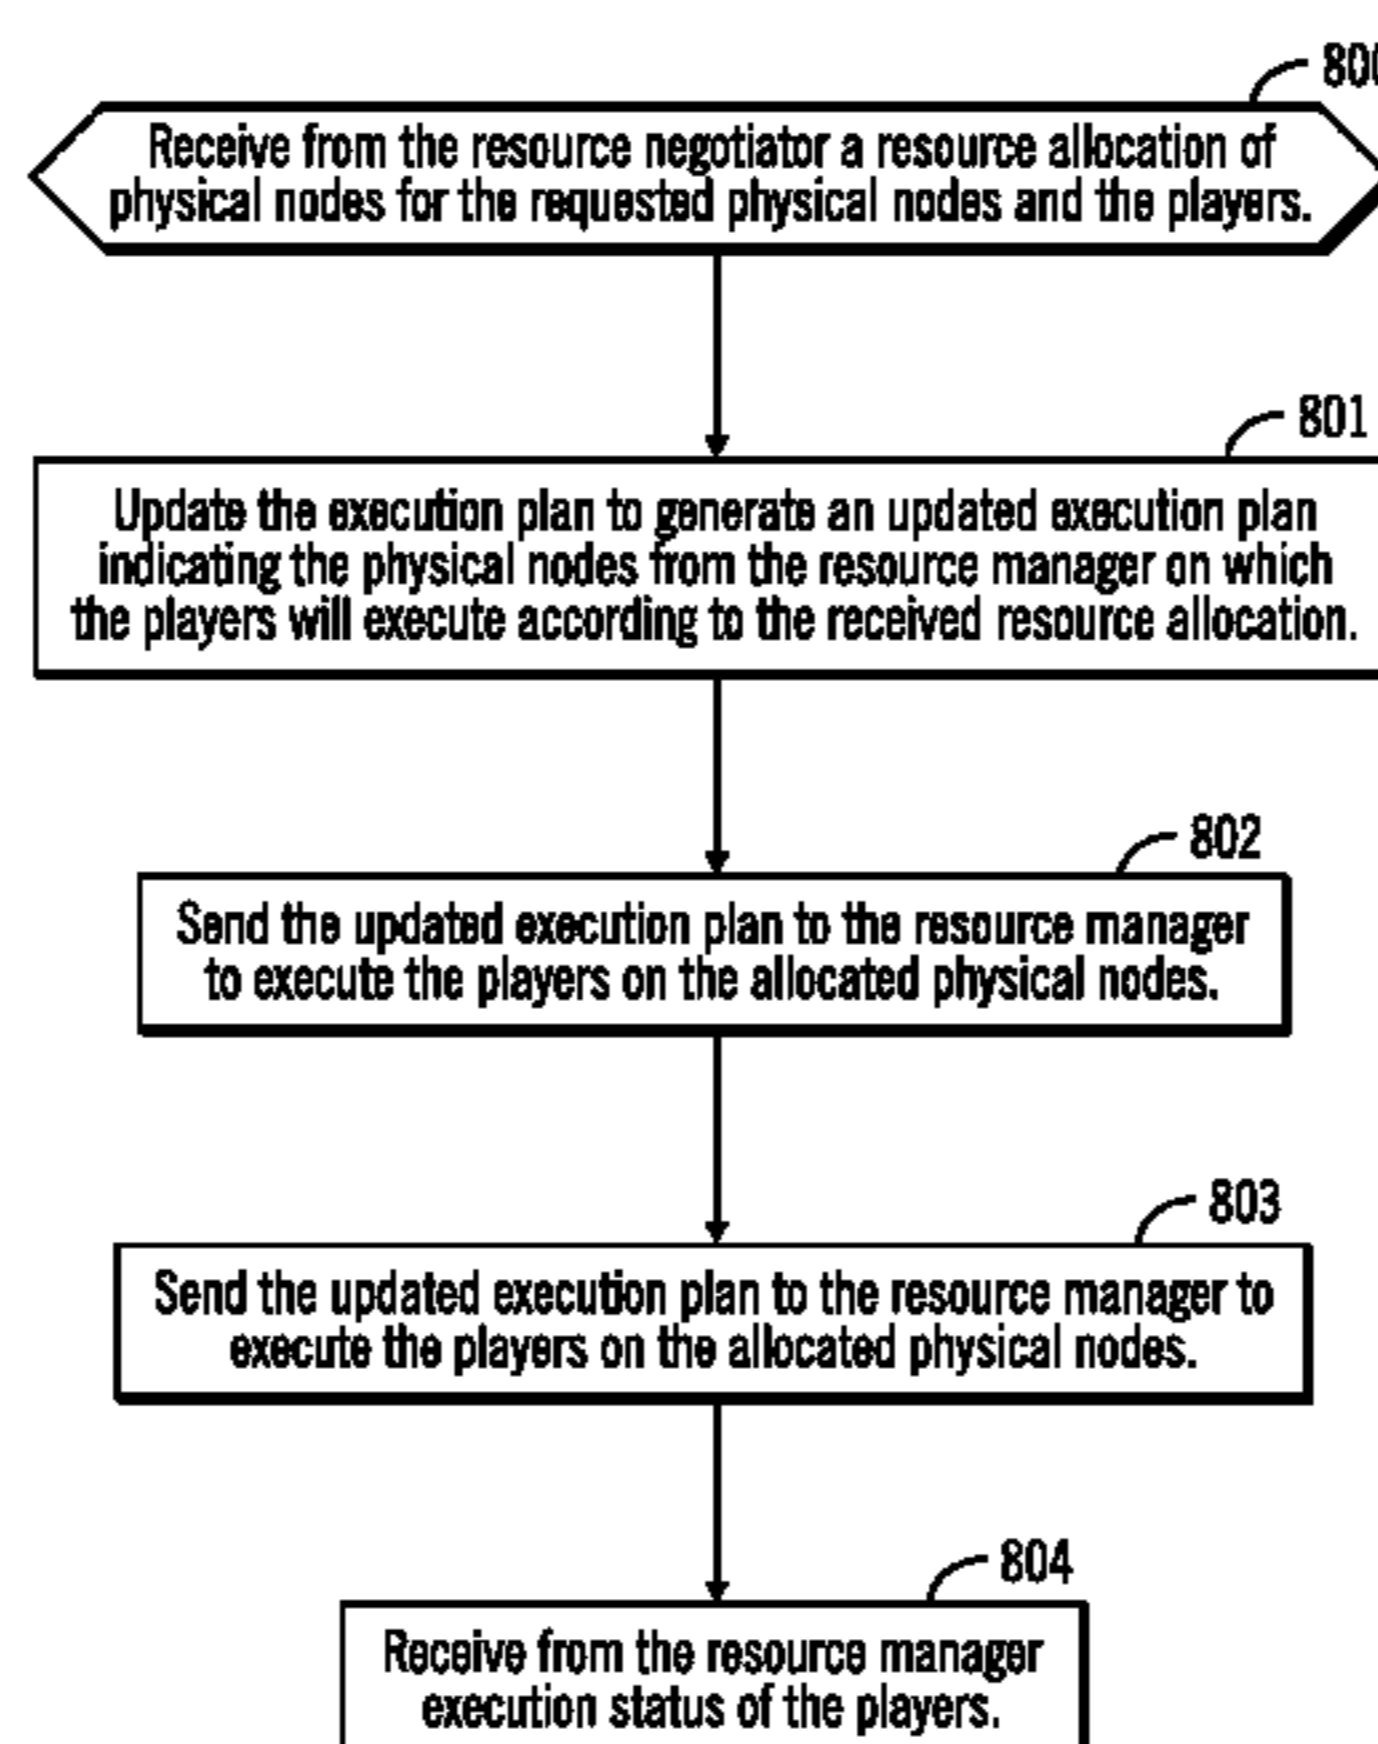 800
Receive from the resource negotiator a resource allocation of
physical nodes for the requested physical nodes and the players.
801
Update the execution plan to generate an updated execution plan
indicating the physical nodes from the resource manager on which
the players will execute according to the received resource allocation.
802
Send the updated execution plan to the resource manager
to execute the players on the allocated physical nodes.
803
Send the updated execution plan to the resource manager to
execute the players on the allocated physical nodes.
804
Receive from the resource manager
execution status of the players.